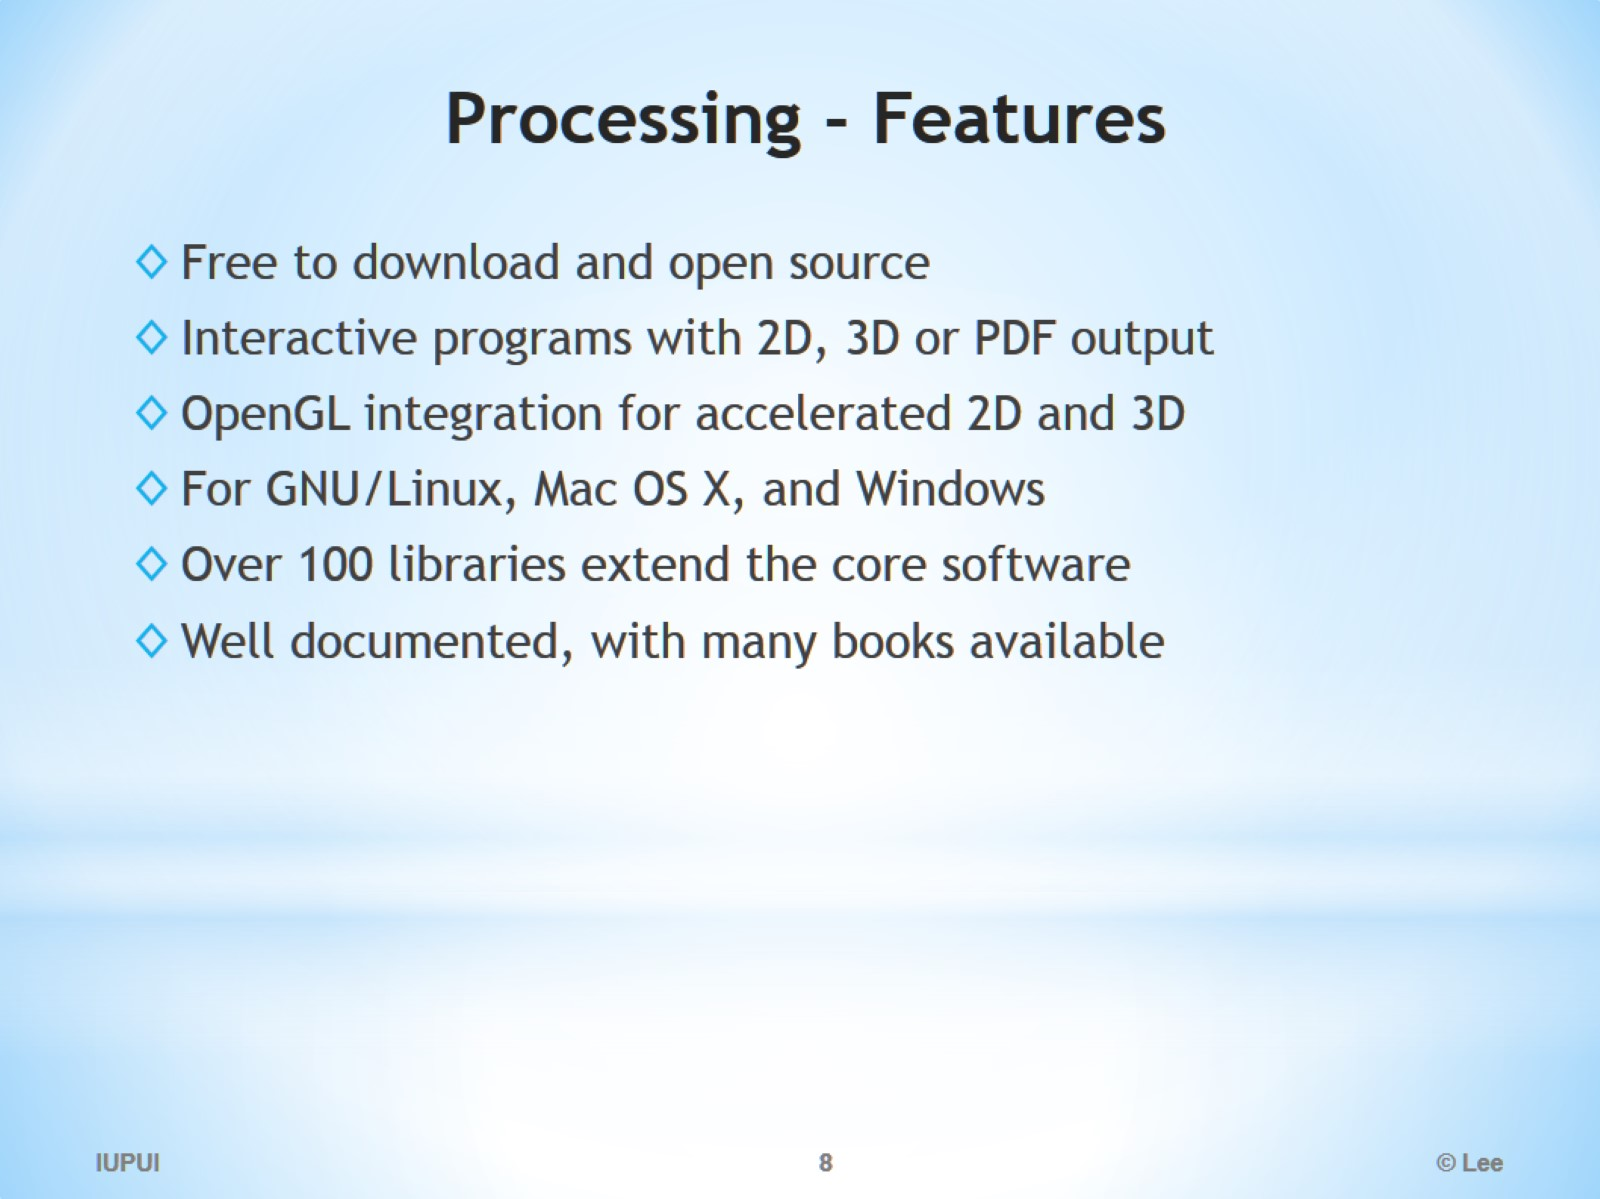 Processing - Features
◇ Free to download and open source
◇ Interactive programs with 2D, 3D or PDF output
◇ OpenGL integration for accelerated 2D and 3D
◇ For GNU/Linux, Mac OS X, and Windows
◇ Over 100 libraries extend the core software
◇ Well documented, with many books available
IUPUI
8
© Lee